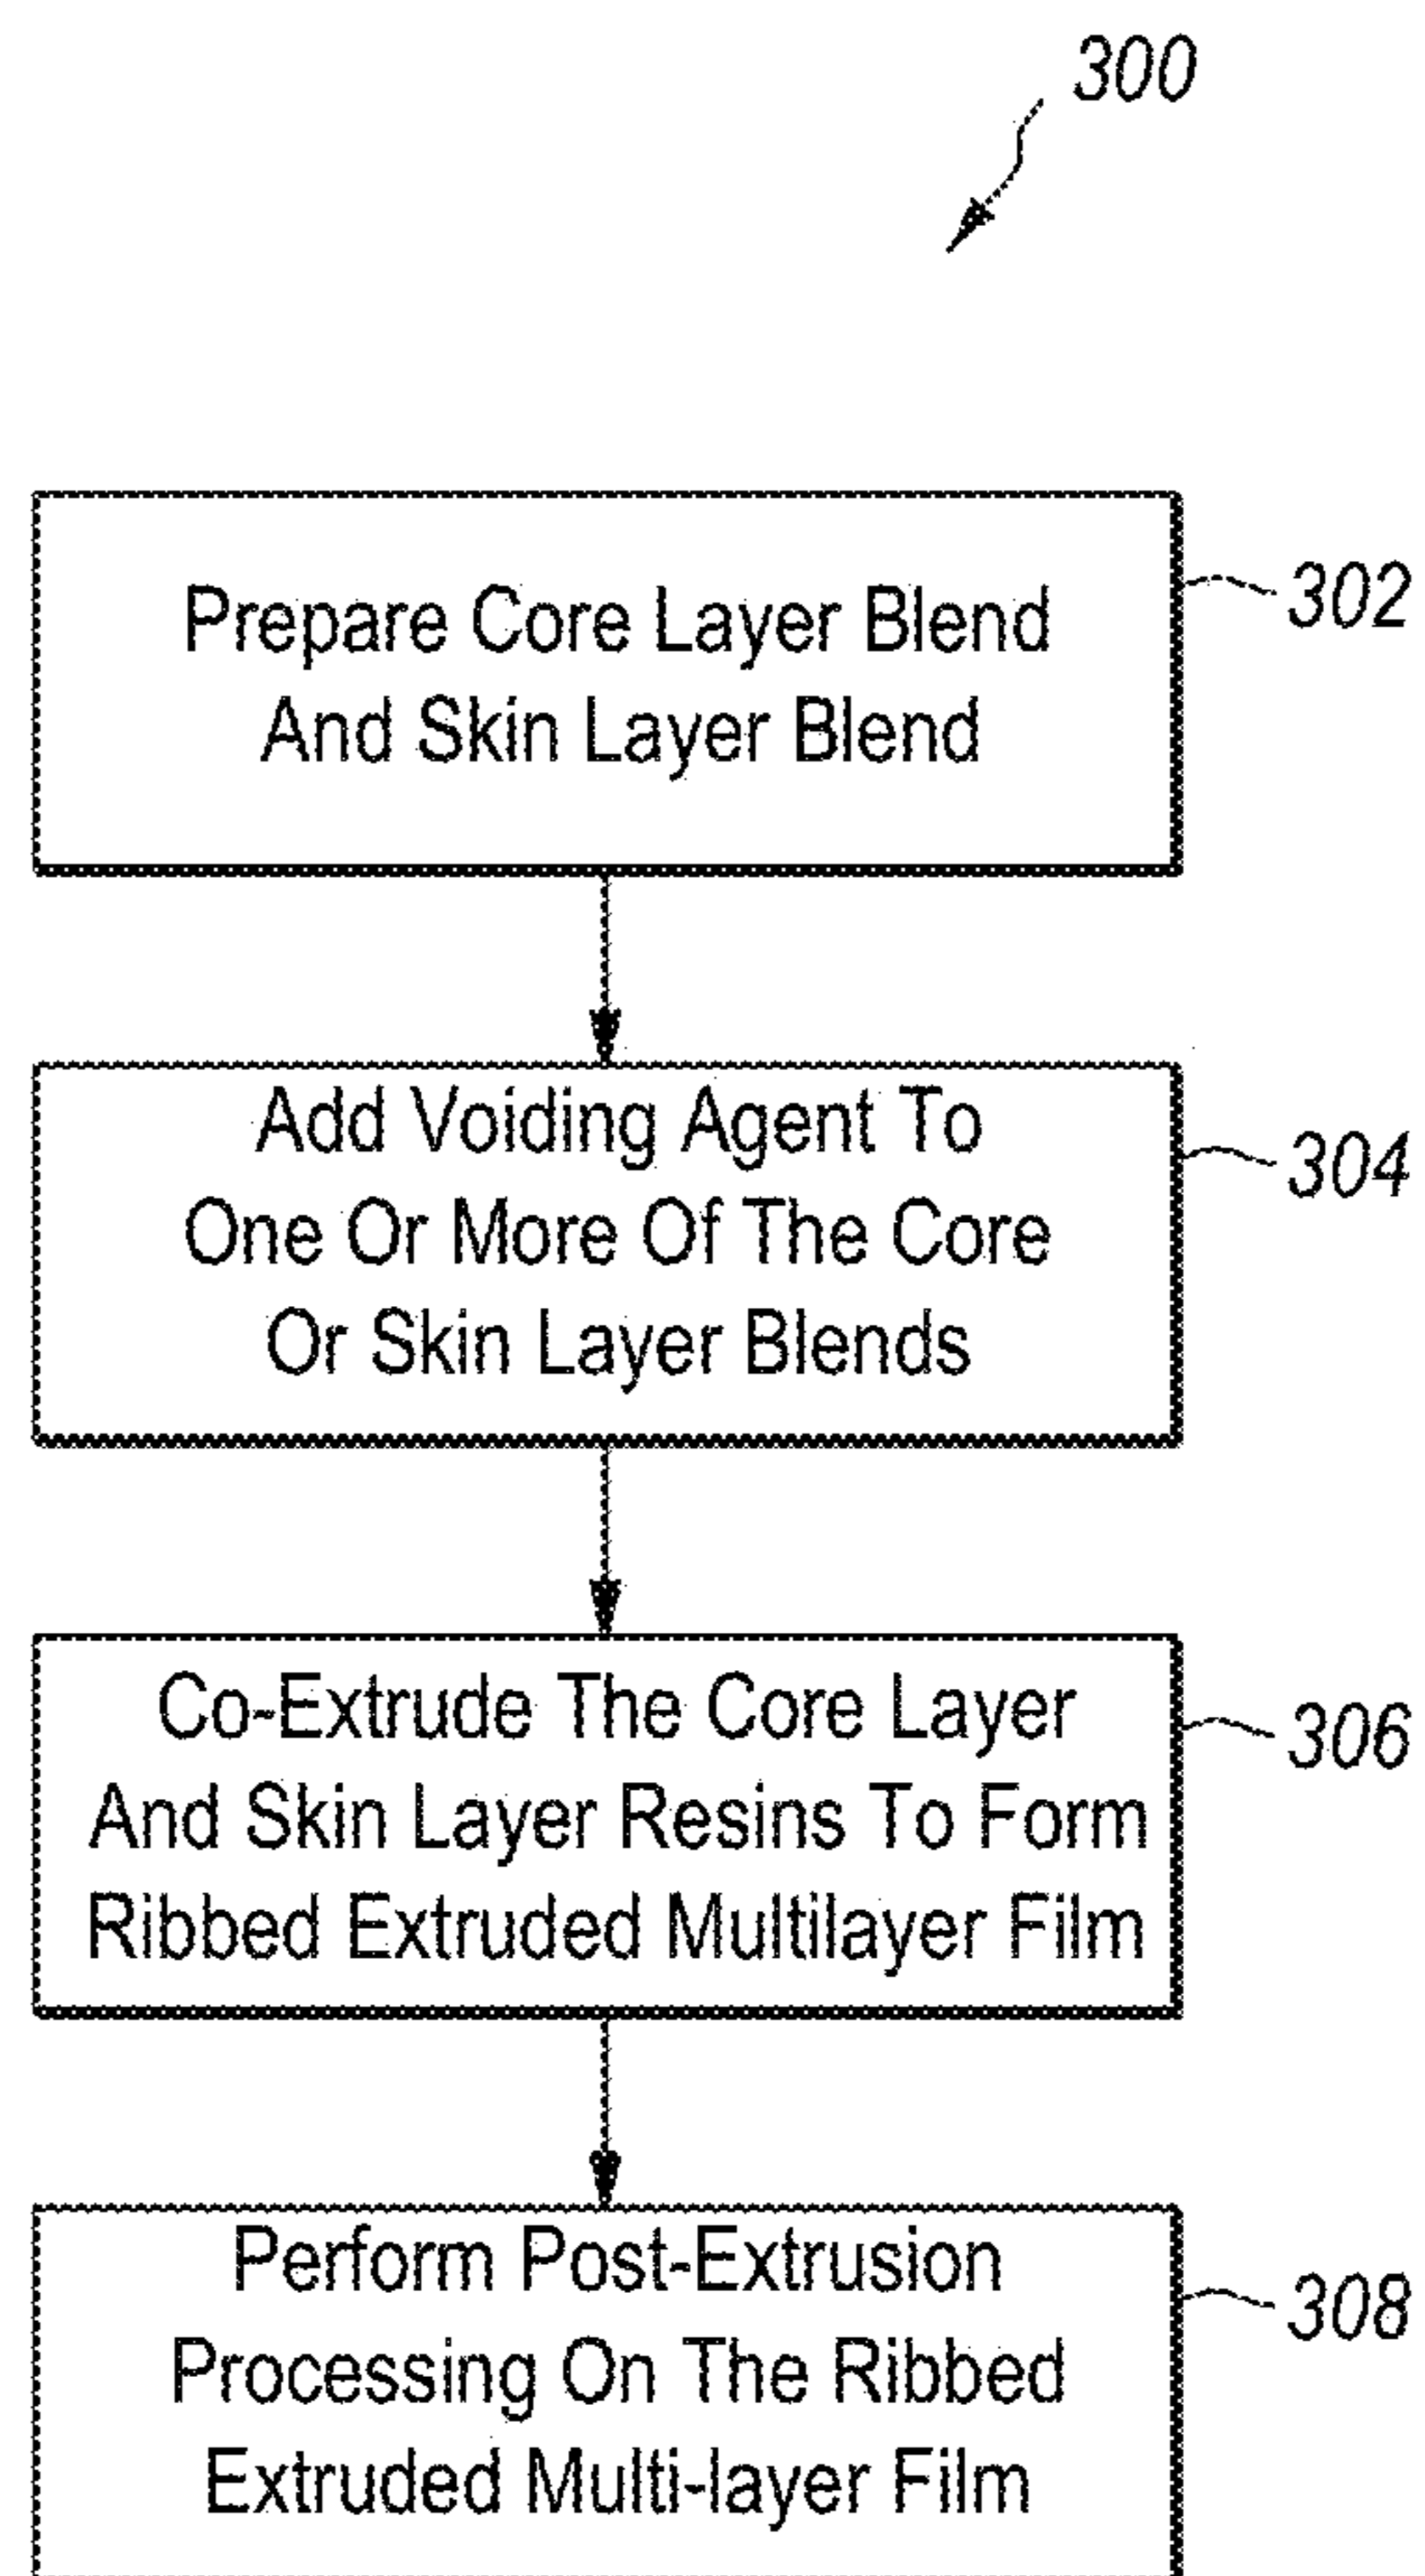 300
Prepare Core Layer Blend
And Skin Layer Blend
302
Add Voiding Agent To
One Or More Of The Core
Or Skin Layer Blends
304
Co-Extrude The Core Layer
And Skin Layer Resins To Form
Ribbed Extruded Multilayer Film
306
Perform Post-Extrusion
Processing On The Ribbed
Extruded Multi-layer Film
308